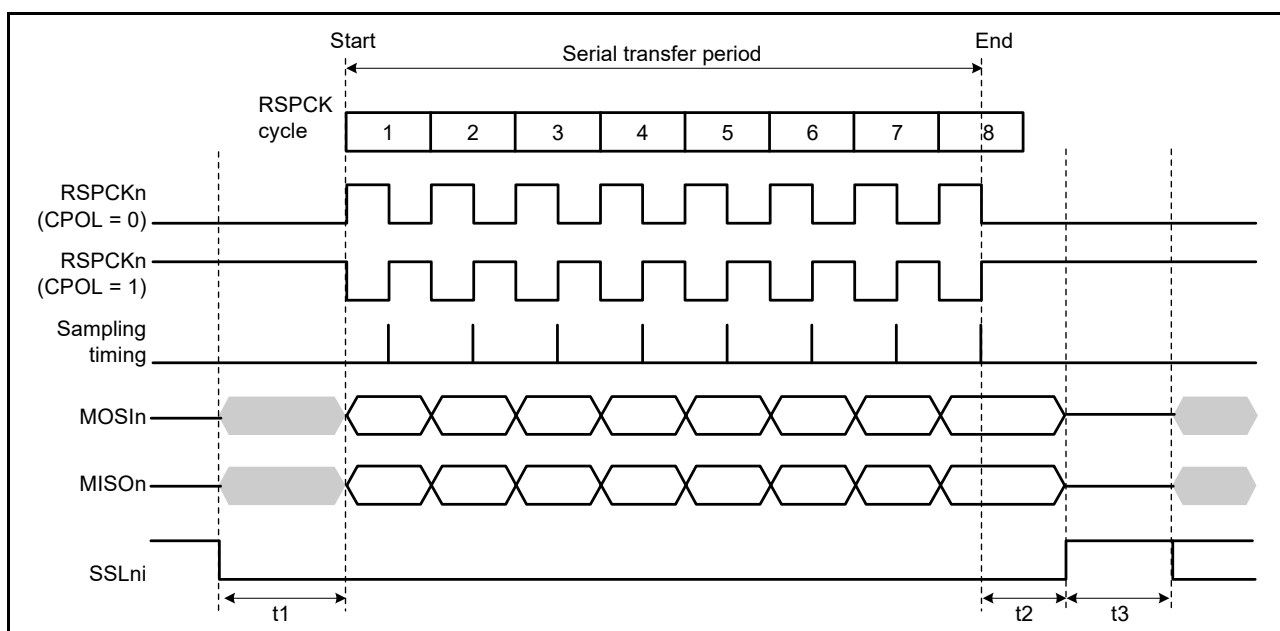 Start
End
Serial transfer period
RSPCK
cycle
1 2 3 4 5 6 7 8
RSPCKn
(CPOL = 0)
RSPCKn
(CPOL = 1)
Sampling
timing
MOSIn
MISOn
SSLni
t1 t2 t3